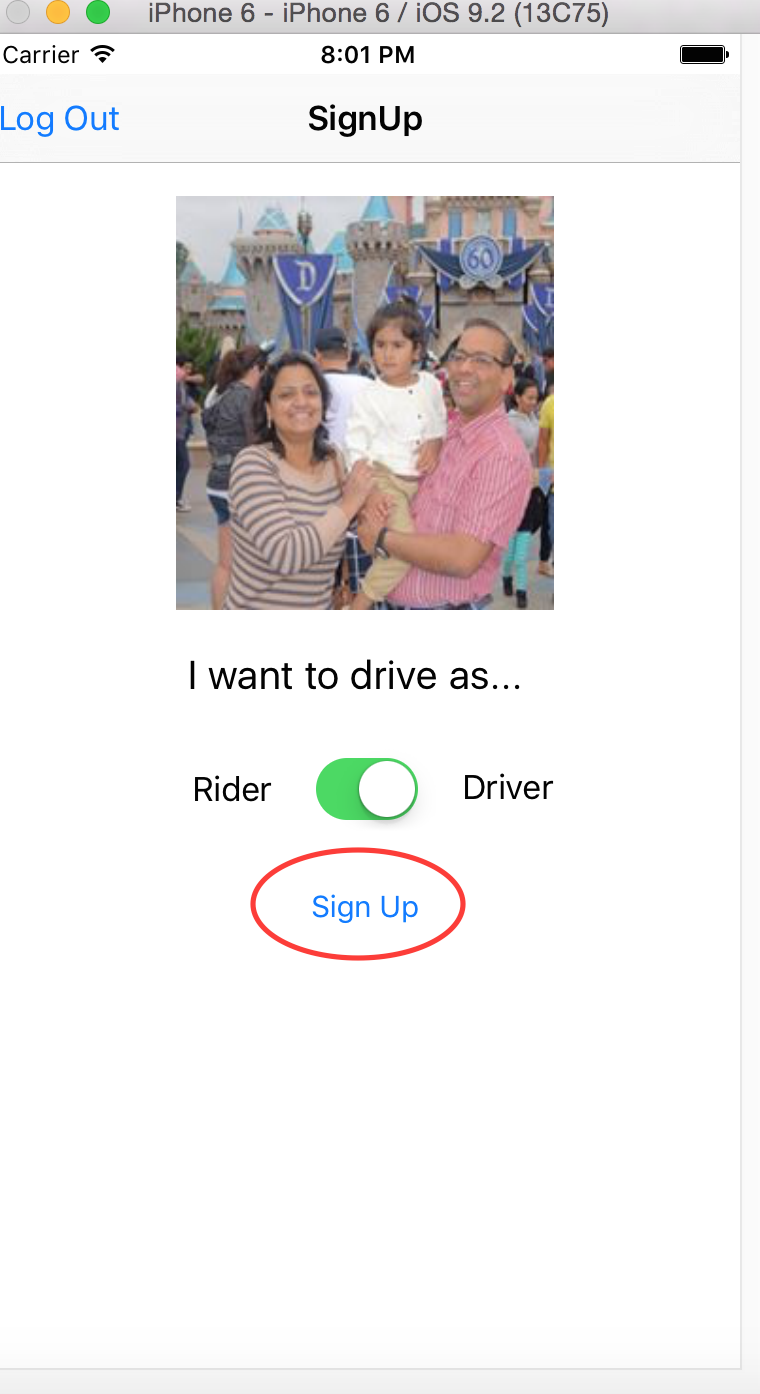 iPhone 6 - iPhone 6 / iOS 9.2 (13C75)
Carrier 8:01 PM
Log Out SignUp
D
60
I want to drive as...
Rider Driver
Sign Up